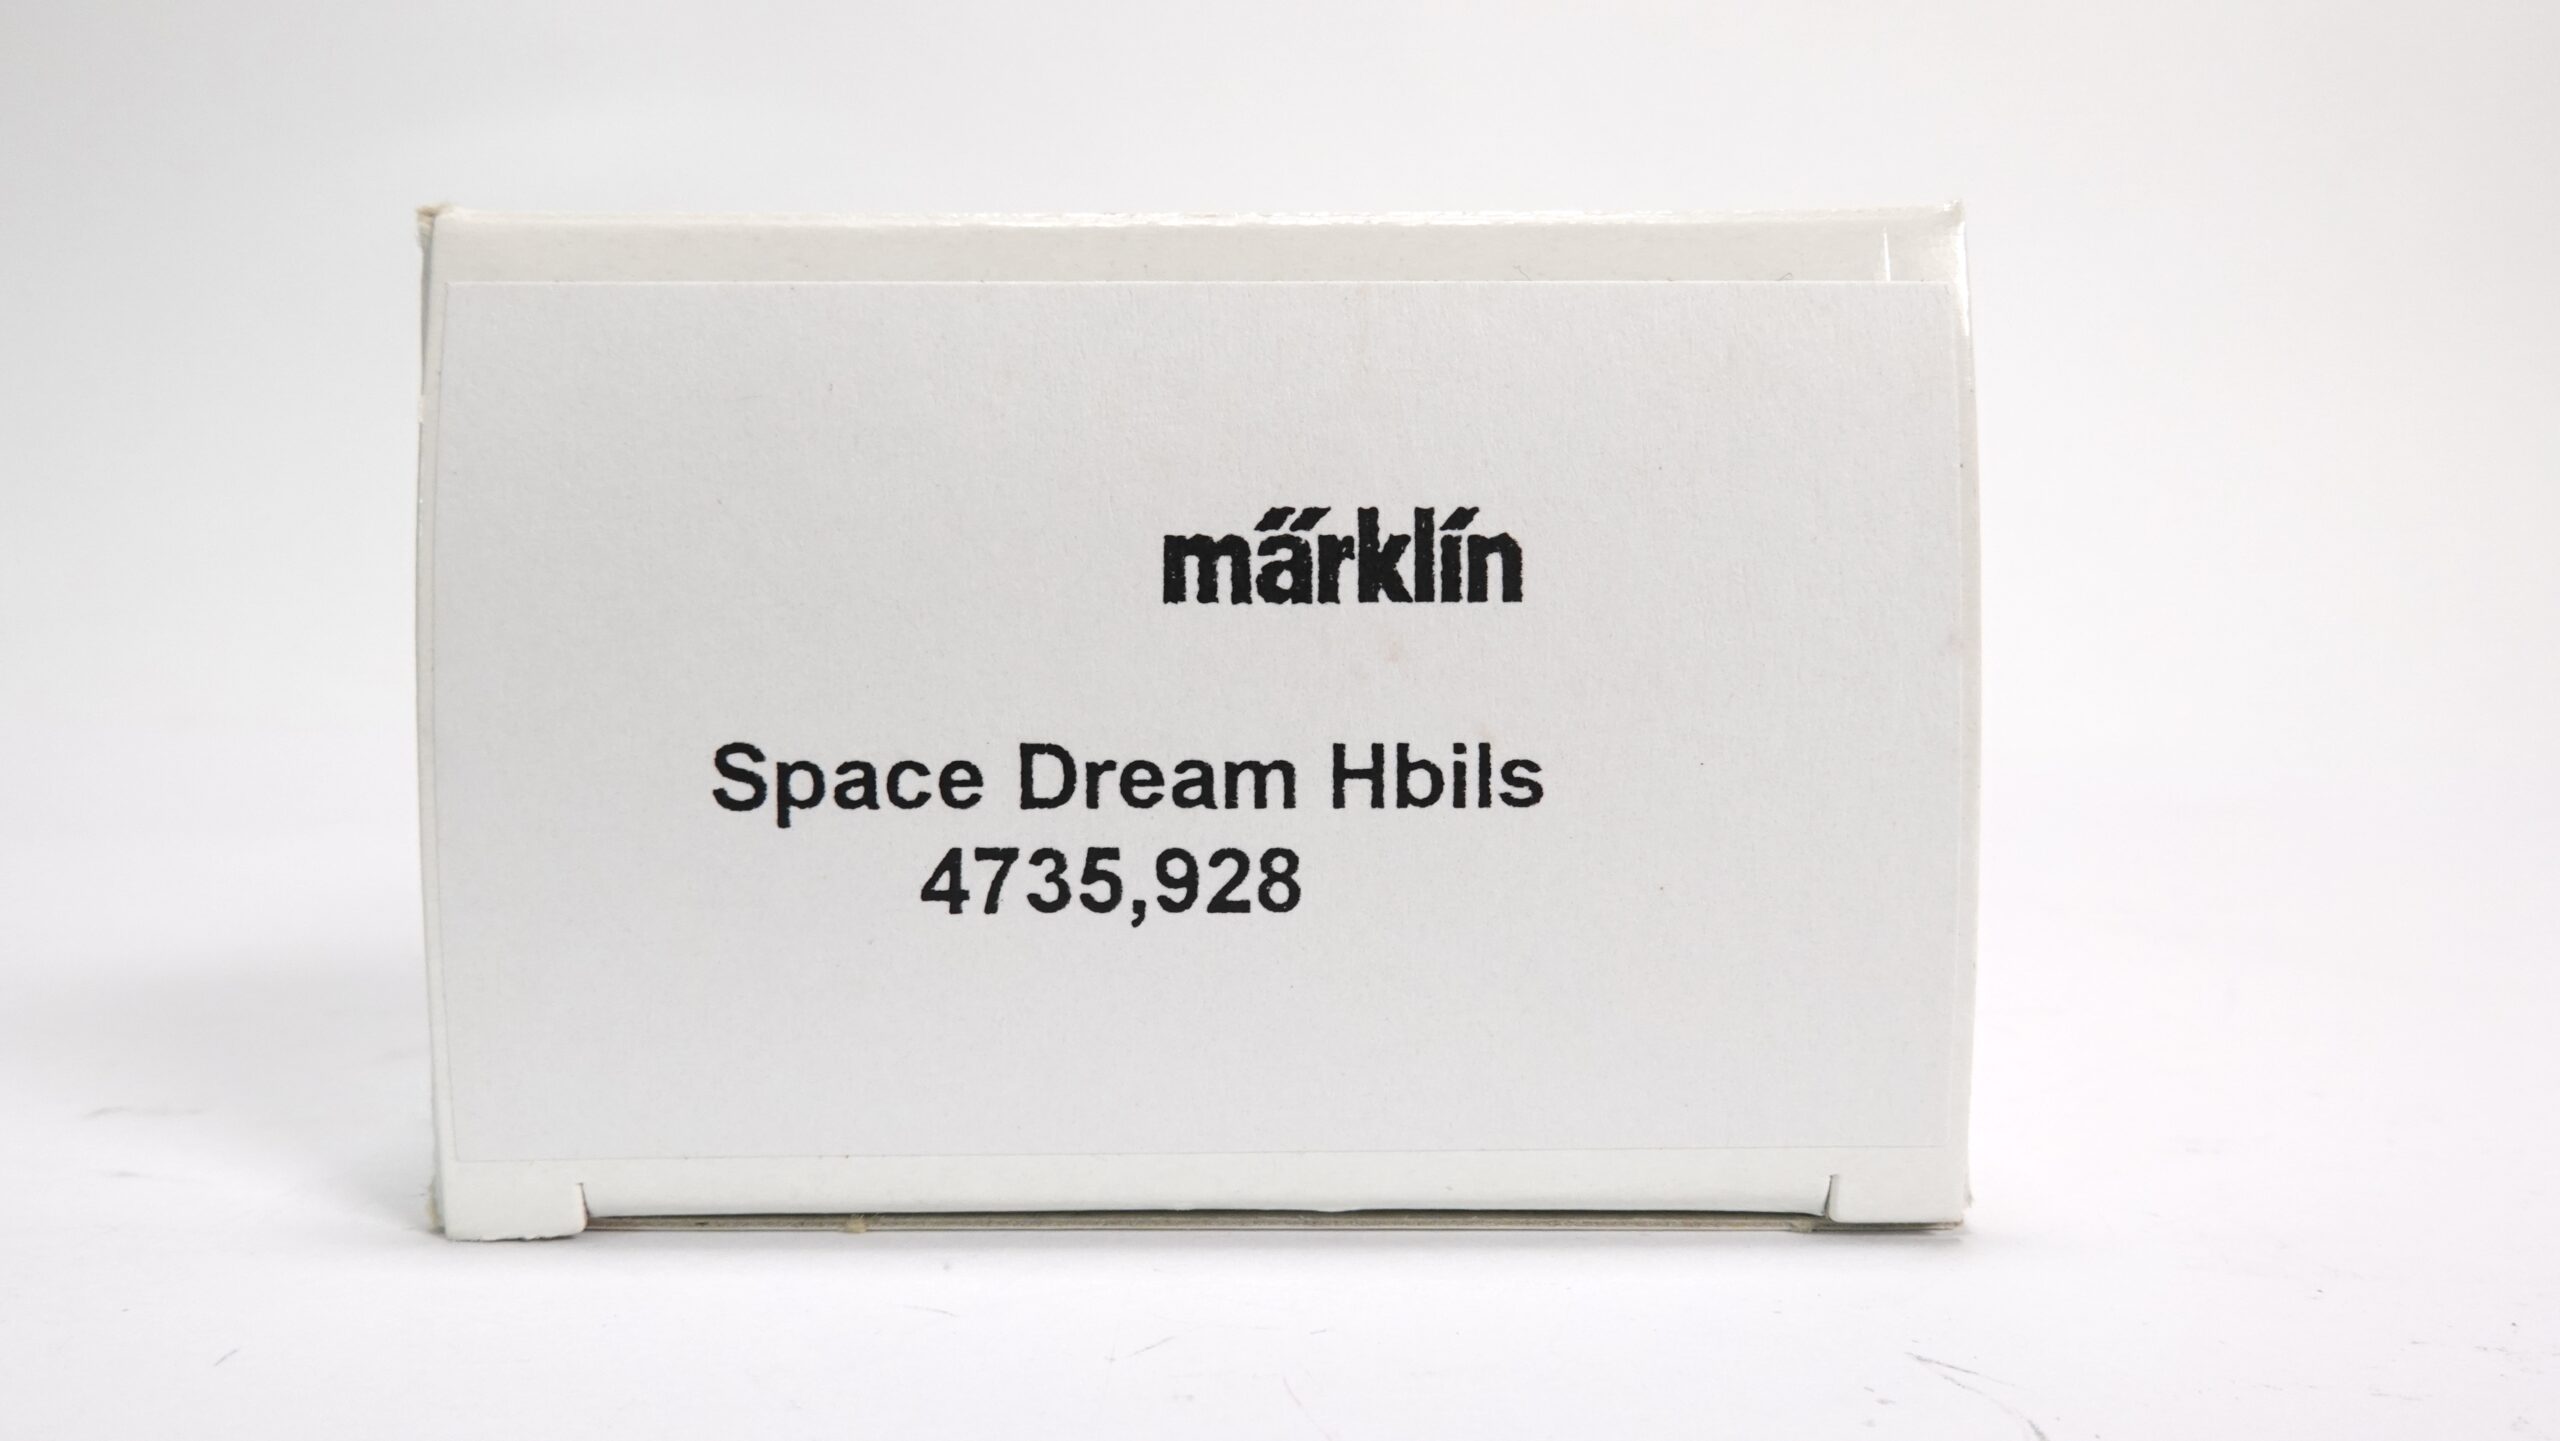 märklin
Space Dream Hbils
4735,928